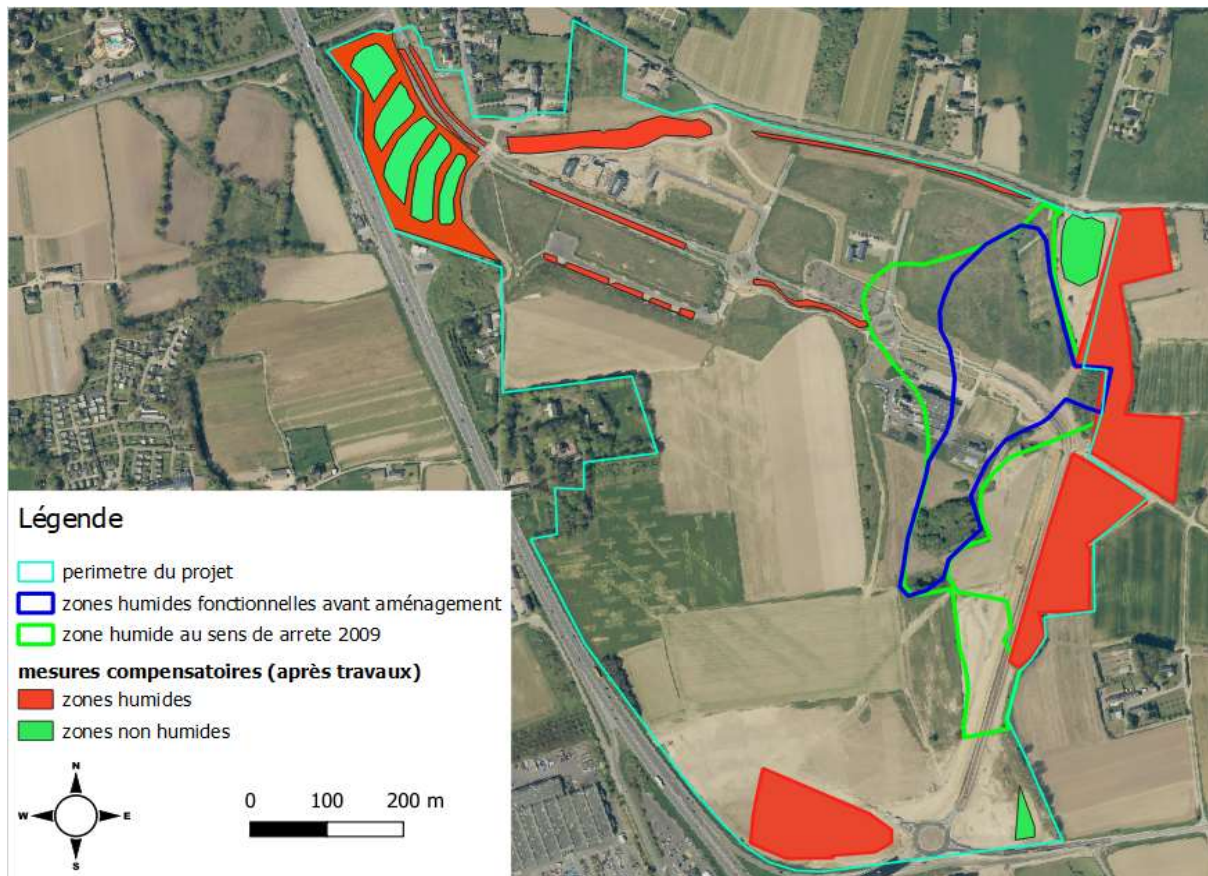 Légende
perimetre du projet
zones humides fonctionnelles avant aménagement
zone humide au sens de arrete 2009
mesures compensatoires (après travaux)
zones humides
zones non humides
N
W E
S
0 100 200 m